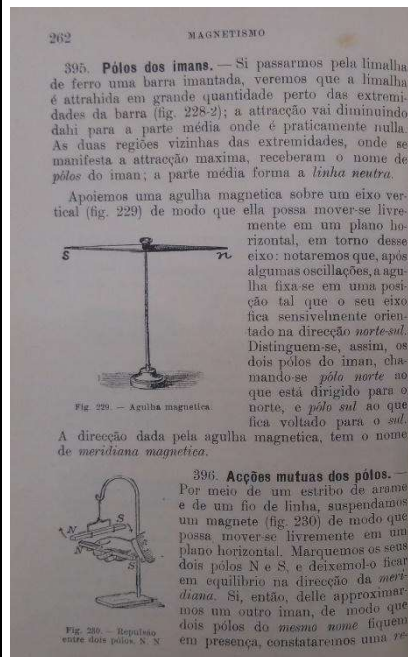 262
MAGNETISMO
395. Pólos dos imans. — Si passarmos pela limalha
de ferro uma barra imantada, veremos que a limalha
é attrahida em grande quantidade perto das extremi-
dades da barra (fig. 228-2); a attracção vai diminuindo
dahi para a parte média onde é praticamente nulla.
As duas regiões vizinhas das extremidades, onde se
manifesta a attracção maxima, receberam o nome de
pólos do iman; a parte média forma a linha neutra.
Apoiemos uma agulha magnetica sobre um eixo ver-
tical (fig. 229) de modo que ella possa mover-se livre-
mente em um plano ho-
rizontal, em torno desse
eixo: notaremos que, após
algumas oscillações, a agu-
lha fixa-se em uma posi-
ção tal que o seu eixo
fica sensivelmente orien-
tado na direcção norte-sul.
Distinguem-se, assim, os
dois pólos do iman, cha-
mando-se pólo norte ao
que está dirigido para o
norte, e pólo sul ao que
fica voltado para o sul.
S n
Fig. 229. — Agulha magnetica
A direcção dada pela agulha magnetica, tem o nome
de meridiana magnetica.
396. Acções mutuas dos pólos. —
Por meio de um estribo de arame
e de um fio de linha, suspendamos
um magnete (fig. 230) de modo que
possa mover-se livremente em um
plano horizontal. Marquemos os seus
dois pólos N e S, e deixemol-o ficar
em equilibrio na direcção da meri-
diana. Si, então, delle approximar-
mos um outro iman, de modo que
dois pólos do mesmo nome fiquem
em presença, constataremos uma re-
N S
N S
Fig. 230. — Repulsão
entre dois pólos, N. N